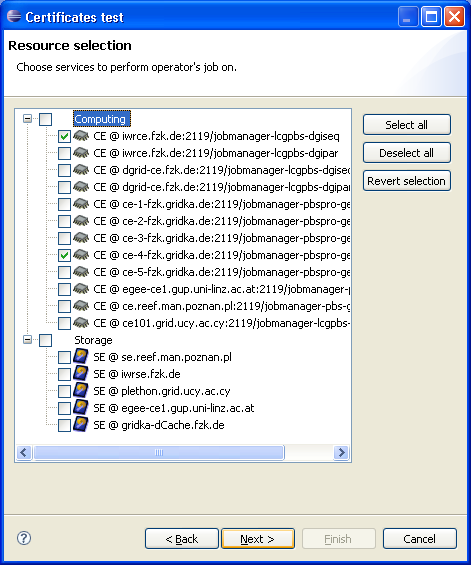 Certificates test
Resource selection
Choose services to perform operator's job on.
Computing
CE @ iwrce.fzk.de:2119/jobmanager-lcgpbs-dgiseq
CE @ iwrce.fzk.de:2119/jobmanager-lcgpbs-dgipar
CE @ dgrid-ce.fzk.de:2119/jobmanager-lcgpbs-dgiseq
CE @ dgrid-ce.fzk.de:2119/jobmanager-lcgpbs-dgipar
CE @ ce-1-fzk.gridka.de:2119/jobmanager-pbspro-ge
CE @ ce-2-fzk.gridka.de:2119/jobmanager-pbspro-ge
CE @ ce-3-fzk.gridka.de:2119/jobmanager-pbspro-ge
CE @ ce-4-fzk.gridka.de:2119/jobmanager-pbspro-ge
CE @ ce-5-fzk.gridka.de:2119/jobmanager-pbspro-ge
CE @ egee-ce1.gup.uni-linz.ac.at:2119/jobmanager-
CE @ ce.reef.man.poznan.pl:2119/jobmanager-pbs-g
CE @ ce101.grid.ucy.ac.cy:2119/jobmanager-lcgpbs-
Storage
SE @ se.reef.man.poznan.pl
SE @ iwrse.fzk.de
SE @ plethon.grid.ucy.ac.cy
SE @ egee-ce1.gup.uni-linz.ac.at
SE @ gridka-dCache.fzk.de
Select all
Deselect all
Revert selection
?
< Back
Next >
Finish
Cancel